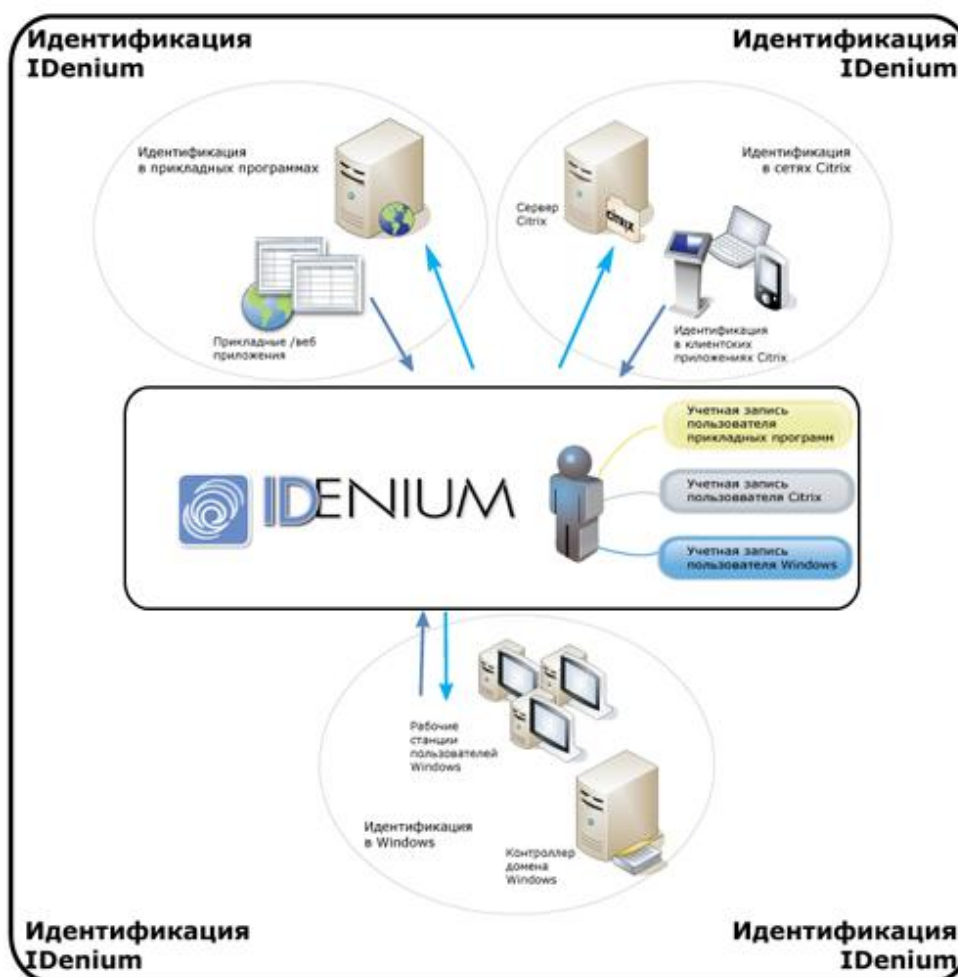 Идентификация
IDenium
Идентификация
IDenium
Идентификация
в прикладных программах
Прикладные /веб
приложения
Идентификация
в сетях Citrix
Сервер
Citrix
CITRIX
Идентификация
в клиентских
приложениях Citrix
IDENIUM
Учетная запись
пользователя
прикладных программ
Учетная запись
пользоввателя Citrix
Учетная запись
пользователя Windows
Рабочие
станции
пользователей
Windows
Идентификация
в Windows
Контроллер
домена
Windows
Идентификация
IDenium
Идентификация
IDenium